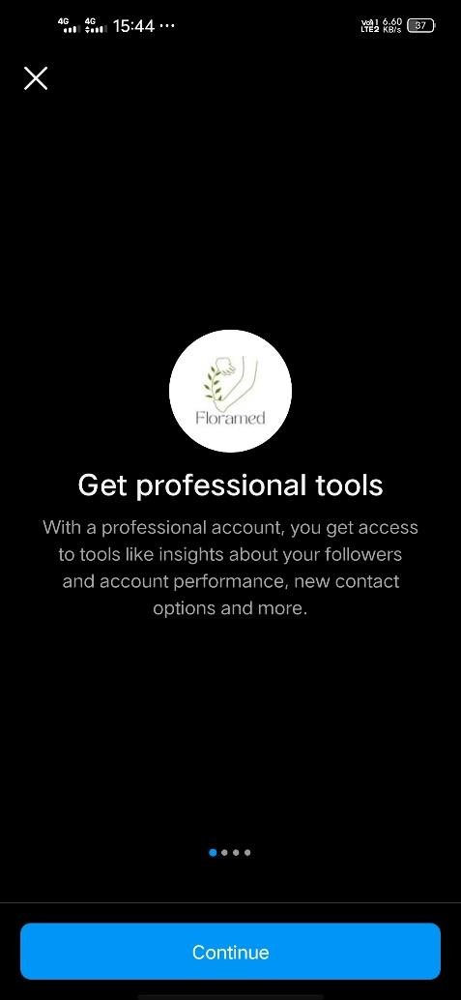 4G 4G 15:44 ··· Vo) 1 LTE2 6.60 KB/s 37
Floramed
Get professional tools
With a professional account, you get access
to tools like insights about your followers
and account performance, new contact
options and more.
Continue